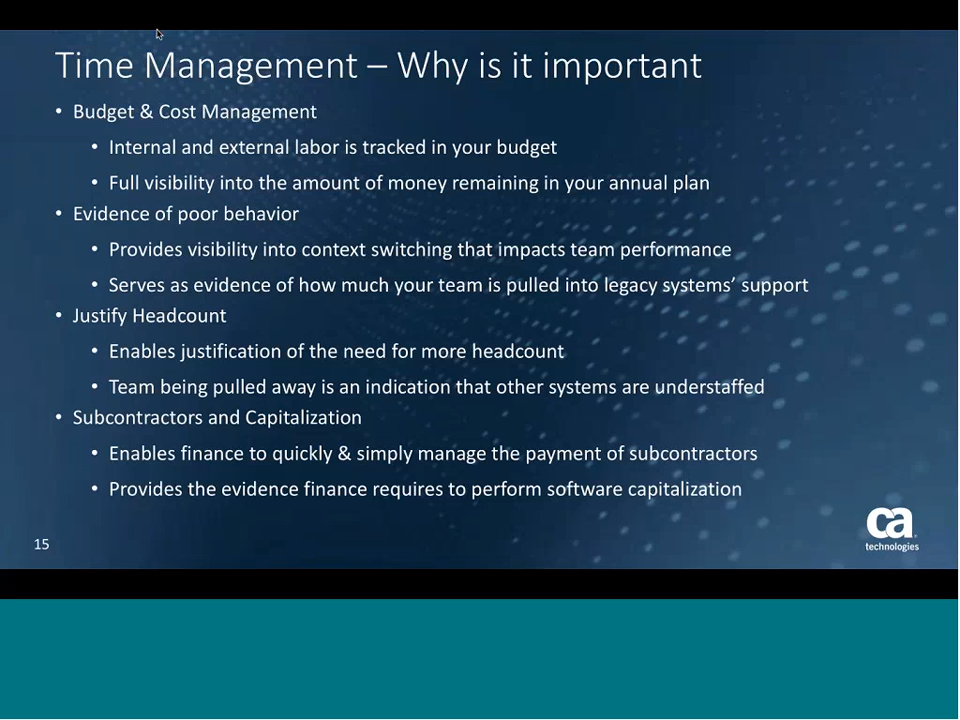 Time Management – Why is it important
• Budget & Cost Management
• Internal and external labor is tracked in your budget
• Full visibility into the amount of money remaining in your annual plan
• Evidence of poor behavior
• Provides visibility into context switching that impacts team performance
• Serves as evidence of how much your team is pulled into legacy systems’ support
• Justify Headcount
• Enables justification of the need for more headcount
• Team being pulled away is an indication that other systems are understaffed
• Subcontractors and Capitalization
• Enables finance to quickly & simply manage the payment of subcontractors
• Provides the evidence finance requires to perform software capitalization
15
ca
technologies